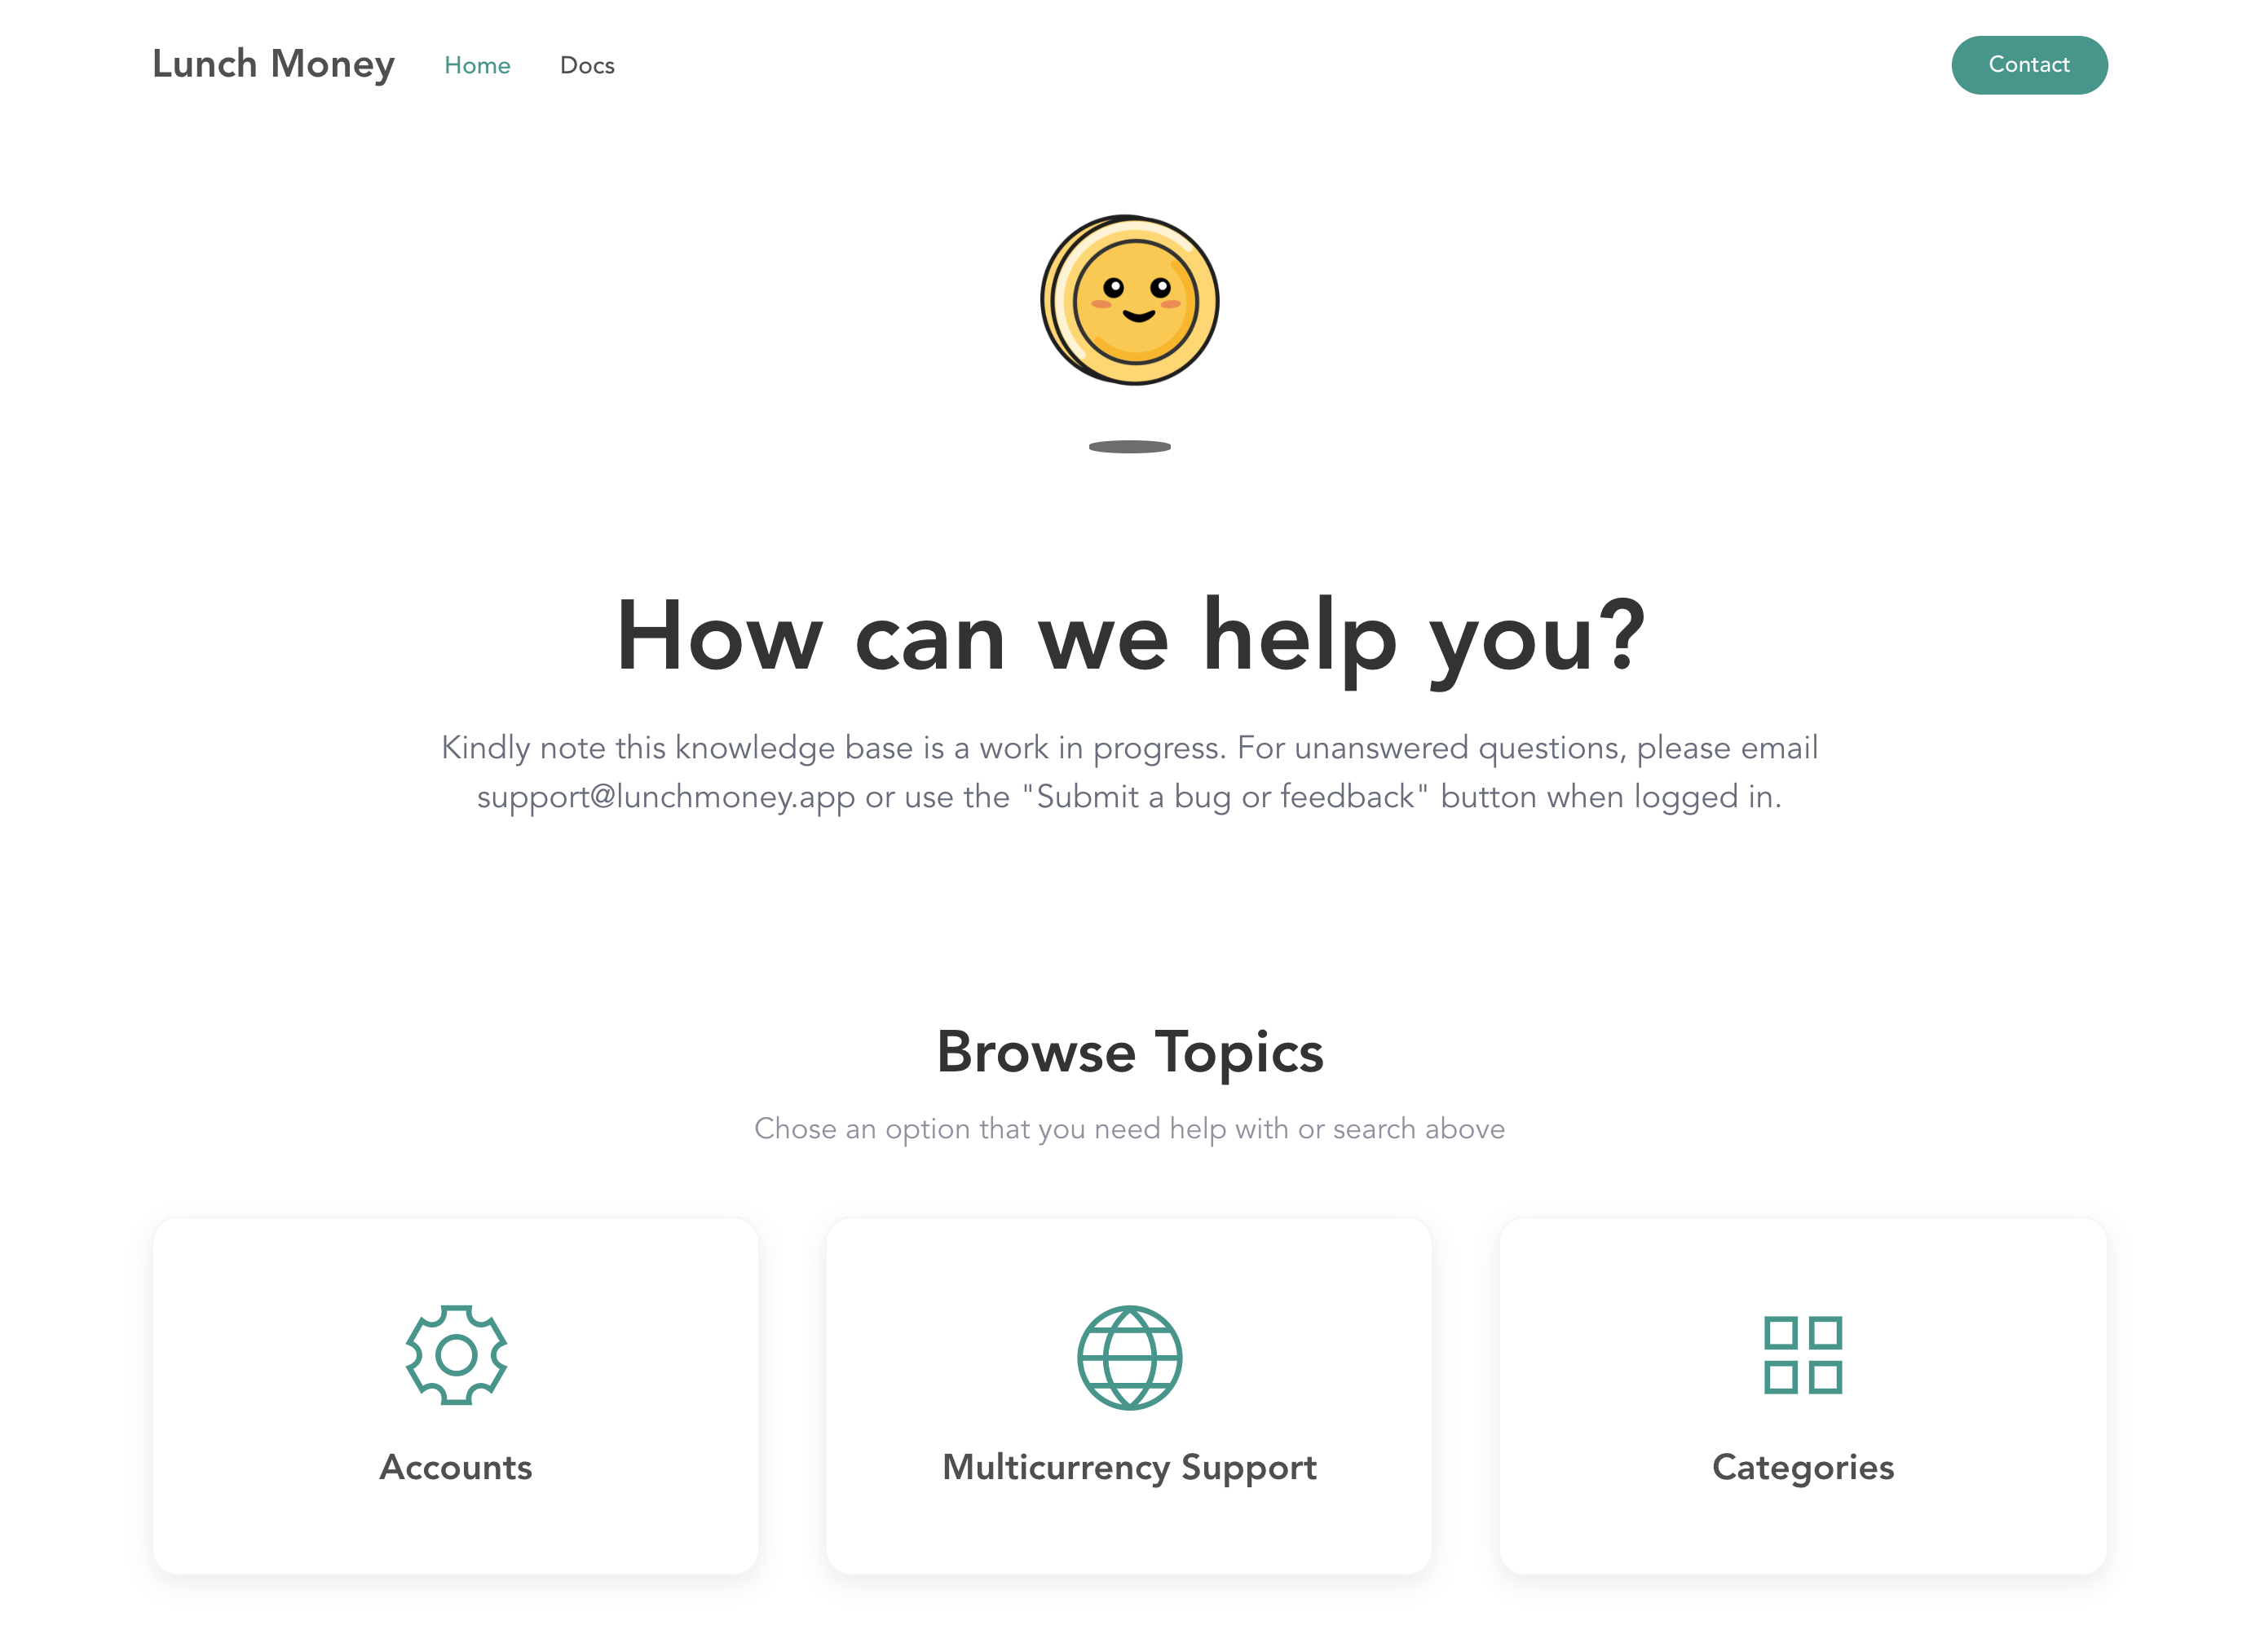 Lunch Money
Home
Docs
Contact
How can we help you?
Kindly note this knowledge base is a work in progress. For unanswered questions, please email
support@lunchmoney.app or use the "Submit a bug or feedback" button when logged in.
Browse Topics
Chose an option that you need help with or search above
Accounts
Multicurrency Support
Categories